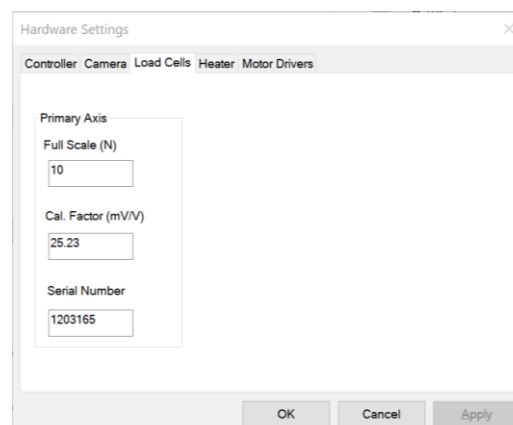 Hardware Settings
Controller Camera Load Cells Heater Motor Drivers
Primary Axis
Full Scale (N)
10
Cal. Factor (mV/V)
25.23
Serial Number
1203165
OK Cancel Apply